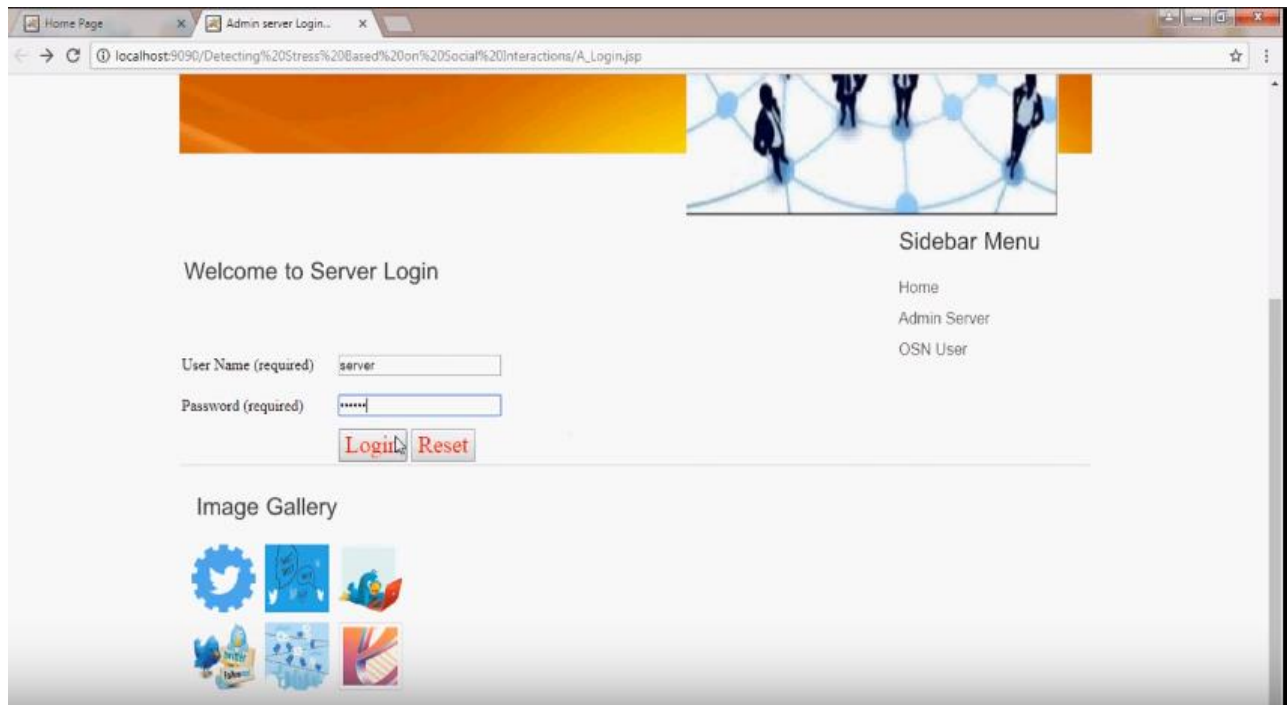 Home Page
Admin server Login...
localhost:9090/Detecting%20Stress%20Based%20on%20Social%20Interactions/A_Login.jsp
Sidebar Menu
Welcome to Server Login
Home
Admin Server
OSN User
User Name (required) server
Password (required) ••••••
Login Reset
Image Gallery
twitter